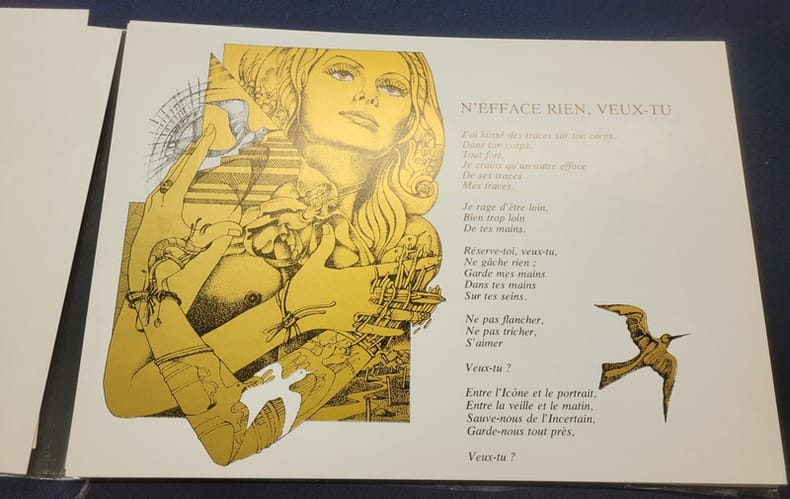 N'EFFACE RIEN, VEUX-TU
J'ai laissé des traces sur ton corps,
Dans ton corps,
Tout fort.
Je crains qu'un autre efface
De ses traces
Mes traces.
Je rage d'être loin,
Bien trop loin
De tes mains.
Réserve-toi, veux-tu,
Ne gâche rien ;
Garde mes mains
Dans tes mains
Sur tes seins.
Ne pas flancher,
Ne pas tricher,
S'aimer
Veux-tu ?
Entre l'Icône et le portrait,
Entre la veille et le matin,
Sauve-nous de l'Incertain,
Garde-nous tout près,
Veux-tu ?